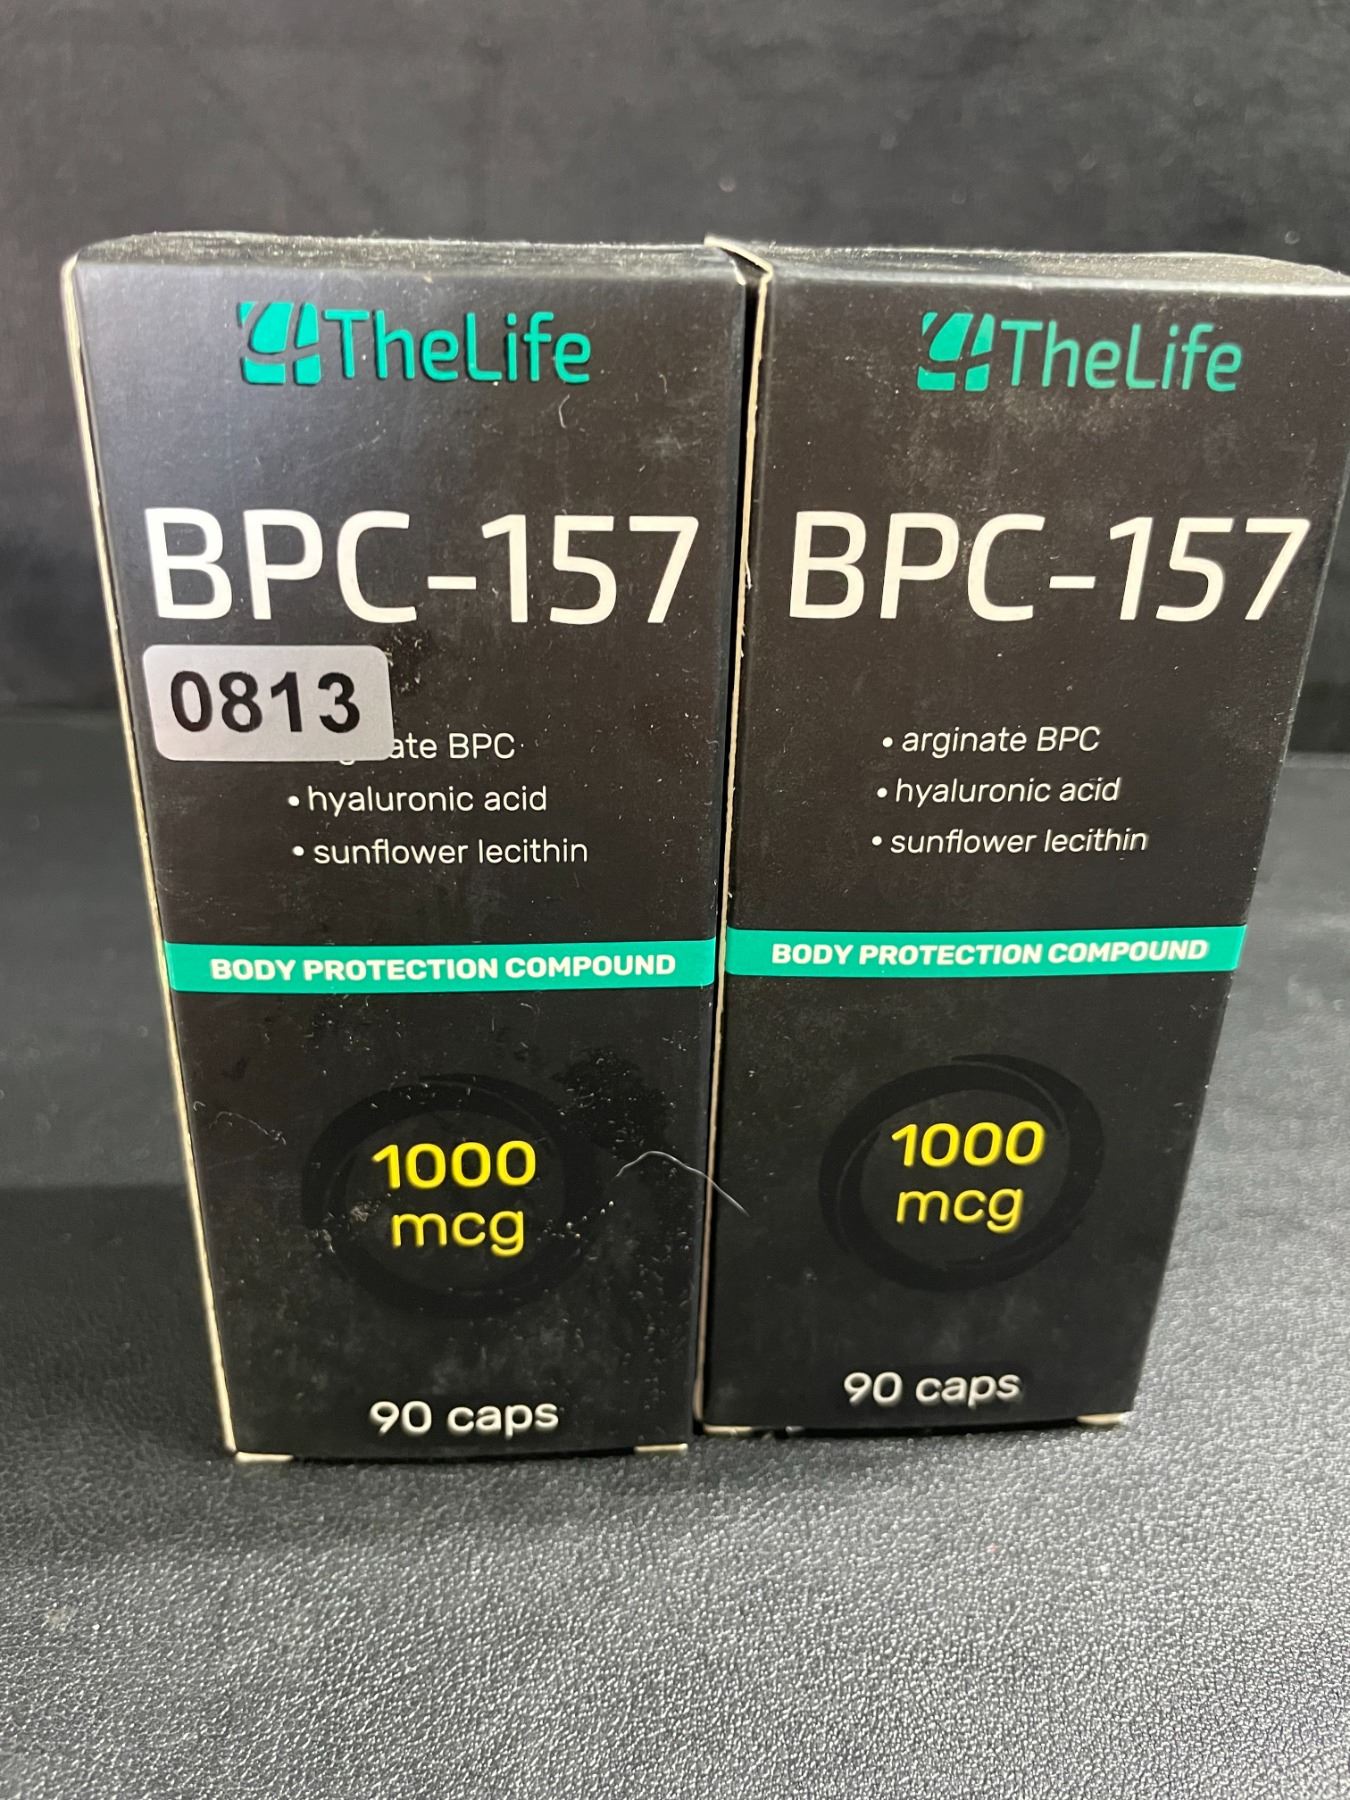 4TheLife
BPC-157
0813
BPC
• hyaluronic acid
• sunflower lecithin
BODY PROTECTION COMPOUND
1000
mcg
90 caps
4TheLife
BPC-157
• arginate BPC
• hyaluronic acid
• sunflower lecithin
BODY PROTECTION COMPOUND
1000
mcg
90 caps